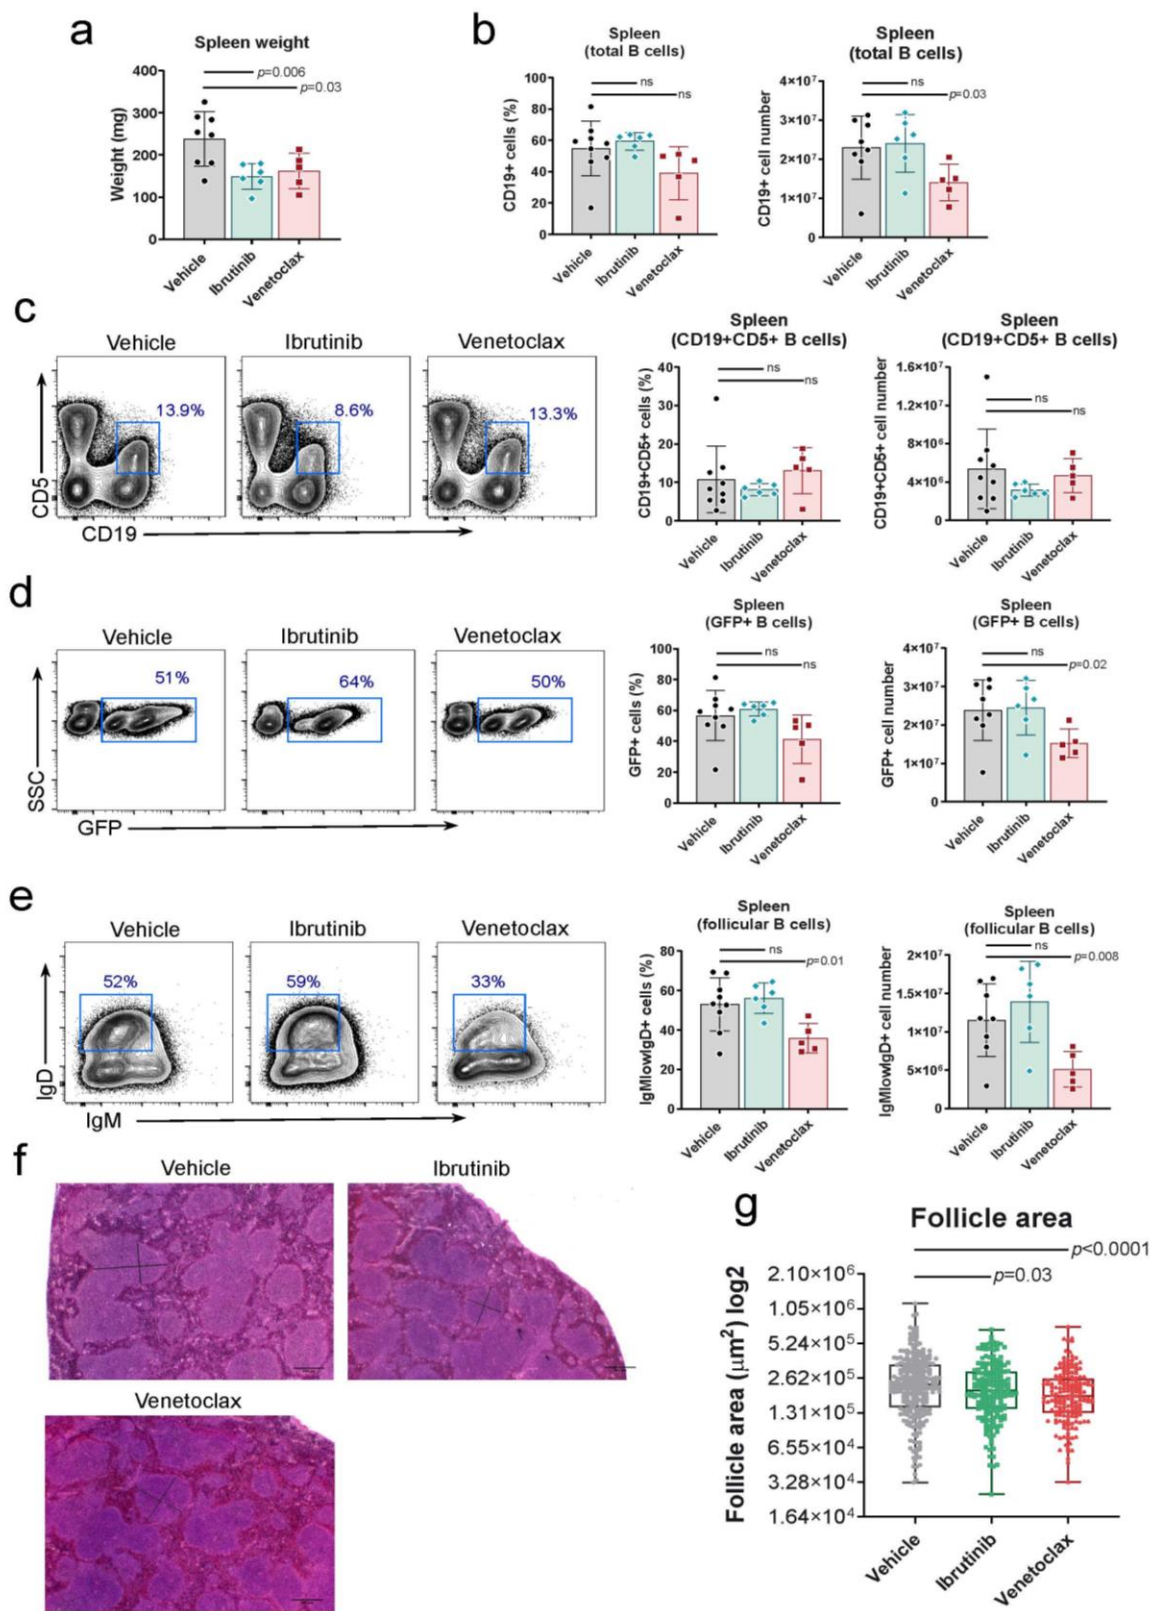 a
Spleen weight
Weight (mg)
400
300
200
100
0
p=0.006
p=0.03
Vehicle
Ibrutinib
Venetoclax
b
Spleen
(total B cells)
CD19+ cells (%)
100
80
60
40
20
0
ns
ns
Vehicle
Ibrutinib
Venetoclax
Spleen
(total B cells)
CD19+ cell number
4×10⁷
3×10⁷
2×10⁷
1×10⁷
0
ns
p=0.03
Vehicle
Ibrutinib
Venetoclax
c
Vehicle
Ibrutinib
Venetoclax
13.9%
8.6%
13.3%
CD5
CD19
Spleen
(CD19+CD5+ B cells)
CD19+CD5+ cells (%)
40
30
20
10
0
ns
ns
Vehicle
Ibrutinib
Venetoclax
Spleen
(CD19+CD5+ B cells)
CD19+CD5+ cell number
1.6×10⁷
1.2×10⁷
8×10⁶
4×10⁶
0
ns
ns
Vehicle
Ibrutinib
Venetoclax
d
Vehicle
Ibrutinib
Venetoclax
51%
64%
50%
SSC
GFP
Spleen
(GFP+ B cells)
GFP+ cells (%)
100
80
60
40
20
0
ns
ns
Vehicle
Ibrutinib
Venetoclax
Spleen
(GFP+ B cells)
GFP+ cell number
4×10⁷
3×10⁷
2×10⁷
1×10⁷
0
ns
p=0.02
Vehicle
Ibrutinib
Venetoclax
e
Vehicle
Ibrutinib
Venetoclax
52%
59%
33%
IgD
IgM
Spleen
(follicular B cells)
IgMlowIgD+ cells (%)
80
60
40
20
0
ns
p=0.01
Vehicle
Ibrutinib
Venetoclax
Spleen
(follicular B cells)
IgMlowIgD+ cell number
2×10⁷
1.5×10⁷
1×10⁷
5×10⁶
0
ns
p=0.008
Vehicle
Ibrutinib
Venetoclax
f
Vehicle
Ibrutinib
Venetoclax
g
Follicle area
Follicle area (µm²) log2
2.10×10⁶
1.05×10⁶
5.24×10⁵
2.62×10⁵
1.31×10⁵
6.55×10⁴
3.28×10⁴
1.64×10⁴
p<0.0001
p=0.03
Vehicle
Ibrutinib
Venetoclax